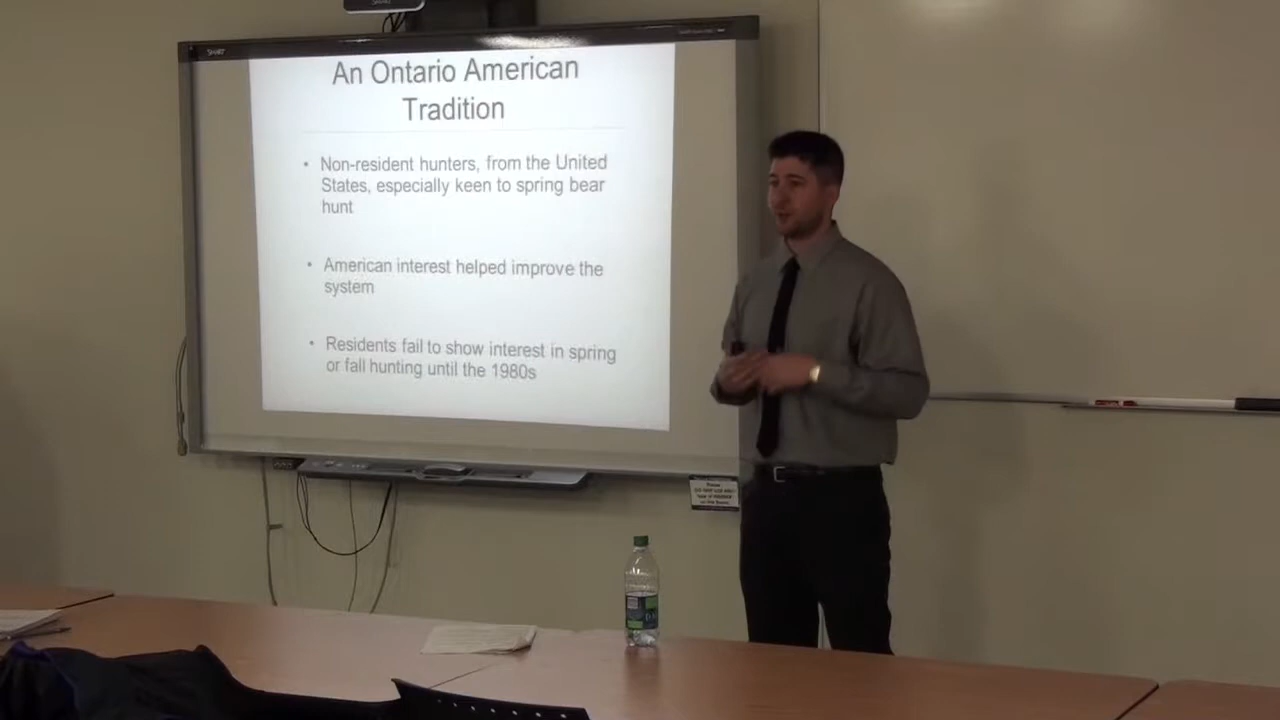 SMART
An Ontario American
Tradition
• Non-resident hunters, from the United
States, especially keen to spring bear
hunt
• American interest helped improve the
system
• Residents fail to show interest in spring
or fall hunting until the 1980s